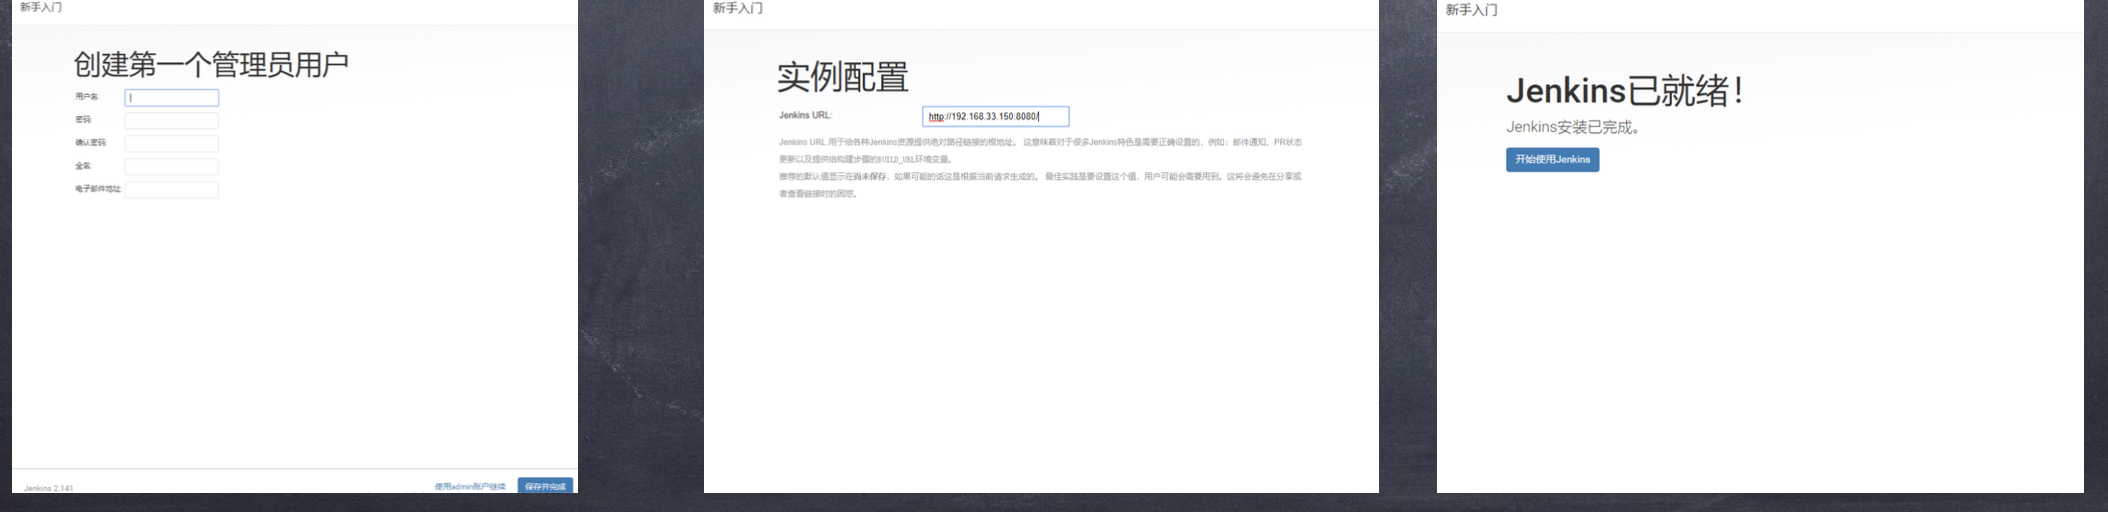 新手入门
创建第一个管理员用户
用户名:
密码:
确认密码:
全名:
电子邮件地址:
Jenkins 2.141
使用admin账户继续
保存并完成
新手入门
实例配置
Jenkins URL:
http://192.168.33.150:8080/
Jenkins URL 用于给各种Jenkins资源提供绝对路径链接的根地址。 这意味着对于很多Jenkins特色是需要正确设置的，例如：邮件通知、PR状态
更新以及提供给构建步骤的BUILD_URL环境变量。
推荐的默认值显示在尚未保存，如果可能的话这是根据当前请求生成的。 最佳实践是要设置这个值，用户可能会需要用到。这将会避免在分享或
者查看链接时的困惑。
新手入门
Jenkins已就绪！
Jenkins安装已完成。
开始使用Jenkins